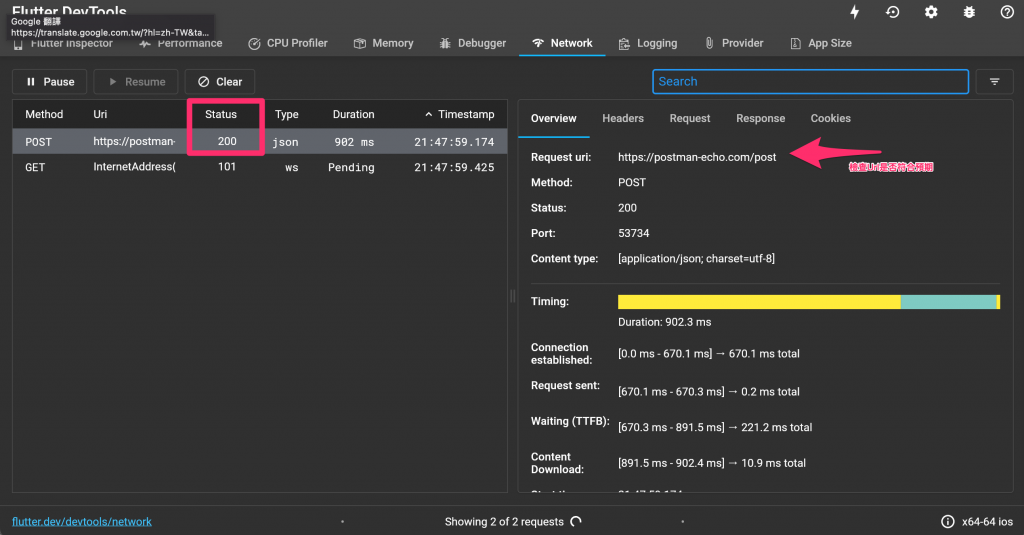 Flutter DevTools
Google 翻譯
https://translate.google.com.tw/?hl=zh-TW&ta...
Flutter Inspector
Performance
CPU Profiler
Memory
Debugger
Network
Logging
Provider
App Size
Pause
Resume
Clear
Search
Method Uri Status Type Duration Timestamp
POST https://postman- 200 json 902 ms 21:47:59.174
GET InternetAddress( 101 ws Pending 21:47:59.425
Overview Headers Request Response Cookies
Request uri: https://postman-echo.com/post
檢查Url是否符合預期
Method: POST
Status: 200
Port: 53734
Content type: [application/json; charset=utf-8]
Timing:
Duration: 902.3 ms
Connection
established: [0.0 ms - 670.1 ms] → 670.1 ms total
Request sent: [670.1 ms - 670.3 ms] → 0.2 ms total
Waiting (TTFB): [670.3 ms - 891.5 ms] → 221.2 ms total
Content
Download: [891.5 ms - 902.4 ms] → 10.9 ms total
flutter.dev/devtools/network
Showing 2 of 2 requests
x64-64 ios